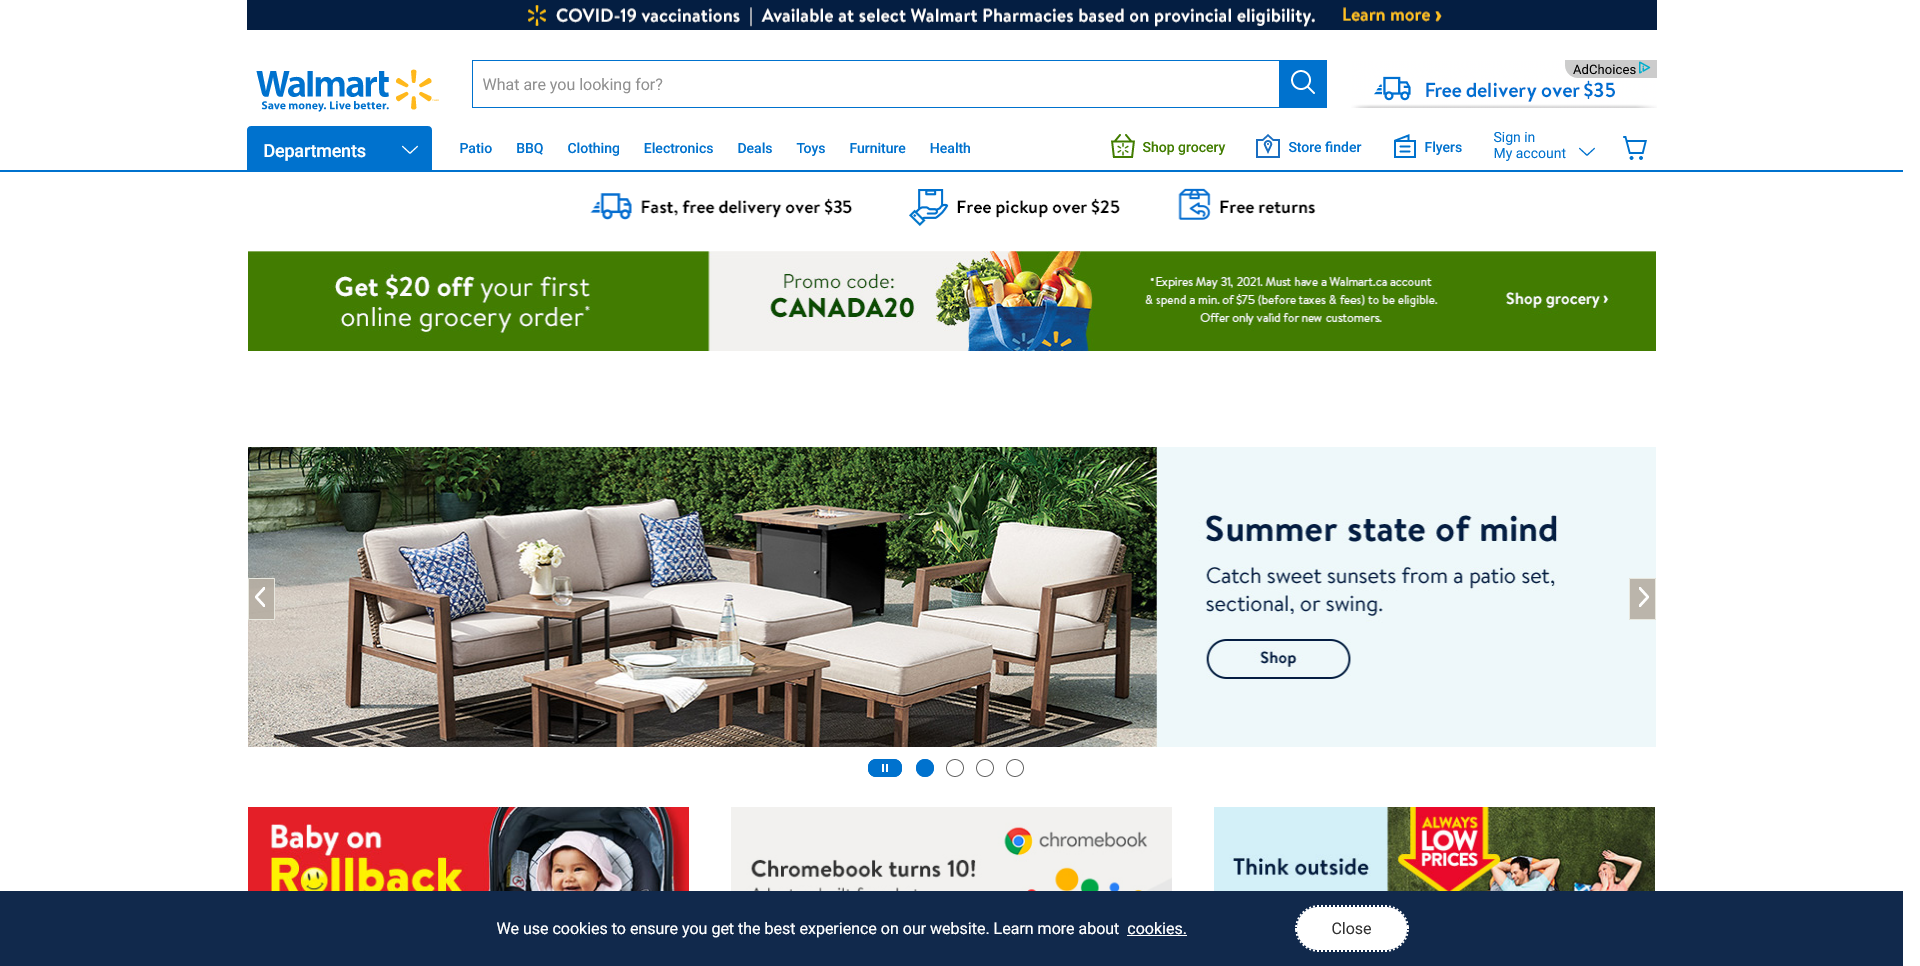 COVID-19 vaccinations | Available at select Walmart Pharmacies based on provincial eligibility. Learn more ›
Walmart
Save money. Live better.
What are you looking for?
AdChoices
Free delivery over $35
Departments
Patio BBQ Clothing Electronics Deals Toys Furniture Health
Shop grocery
Store finder
Flyers
Sign in
My account
Fast, free delivery over $35
Free pickup over $25
Free returns
Get $20 off your first
online grocery order*
Promo code:
CANADA20
*Expires May 31, 2021. Must have a Walmart.ca account
& spend a min. of $75 (before taxes & fees) to be eligible.
Offer only valid for new customers.
Shop grocery ›
Summer state of mind
Catch sweet sunsets from a patio set,
sectional, or swing.
Shop
Baby on
Rollback
chromebook
Chromebook turns 10!
Think outside
ALWAYS
LOW
PRICES
We use cookies to ensure you get the best experience on our website. Learn more about cookies.
Close